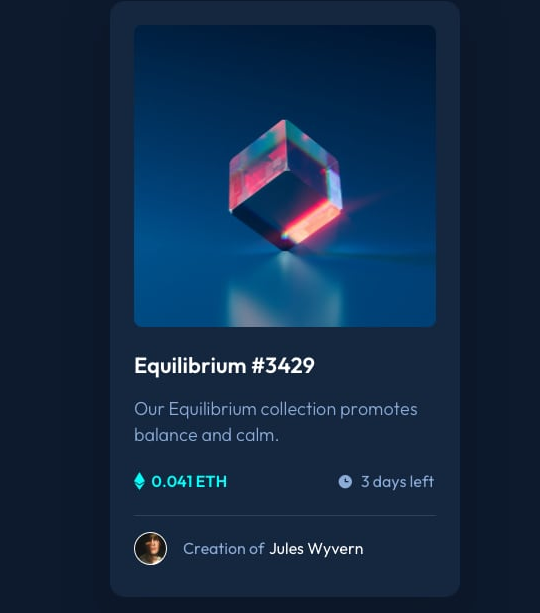 Equilibrium #3429
Our Equilibrium collection promotes
balance and calm.
0.041 ETH
3 days left
Creation of Jules Wyvern